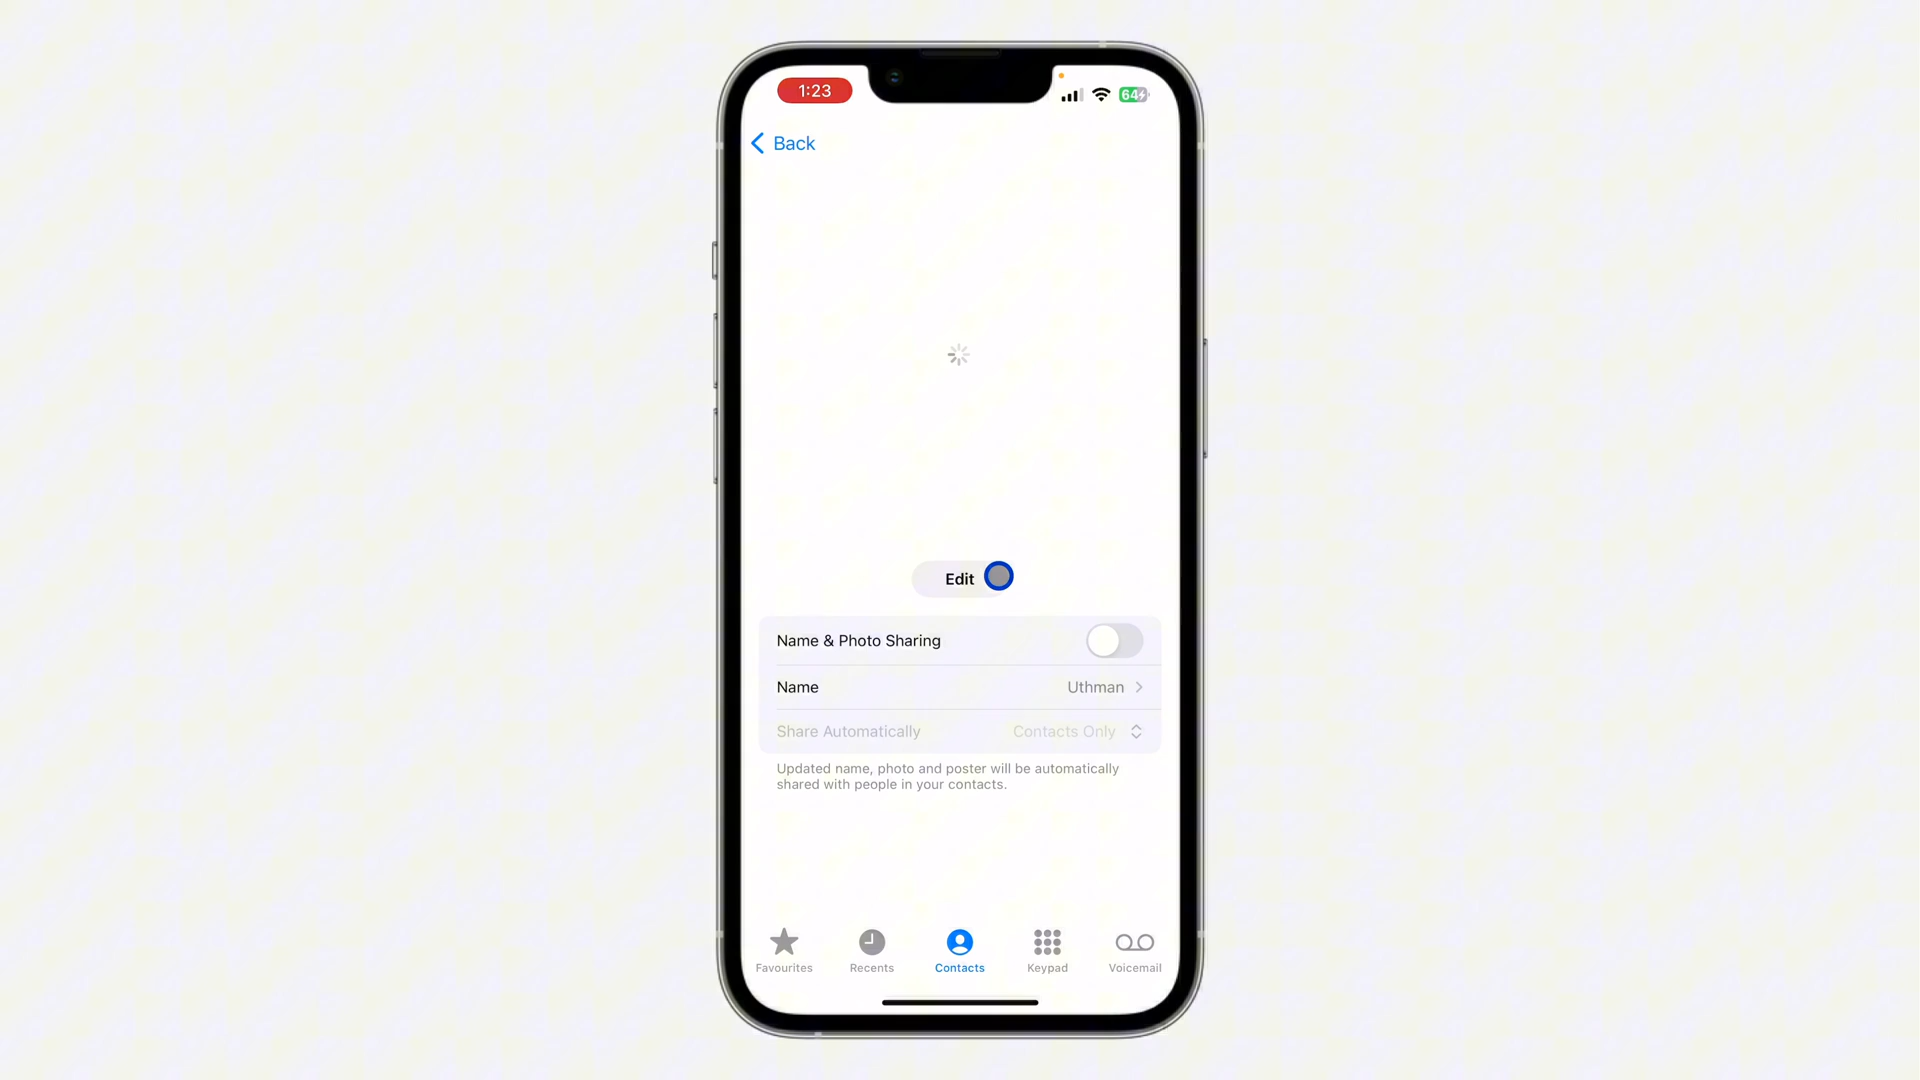 1:23
64
Back
Edit
Name & Photo Sharing
Name Uthman
Share Automatically Contacts Only
Updated name, photo and poster will be automatically
shared with people in your contacts.
Favourites Recents Contacts Keypad Voicemail